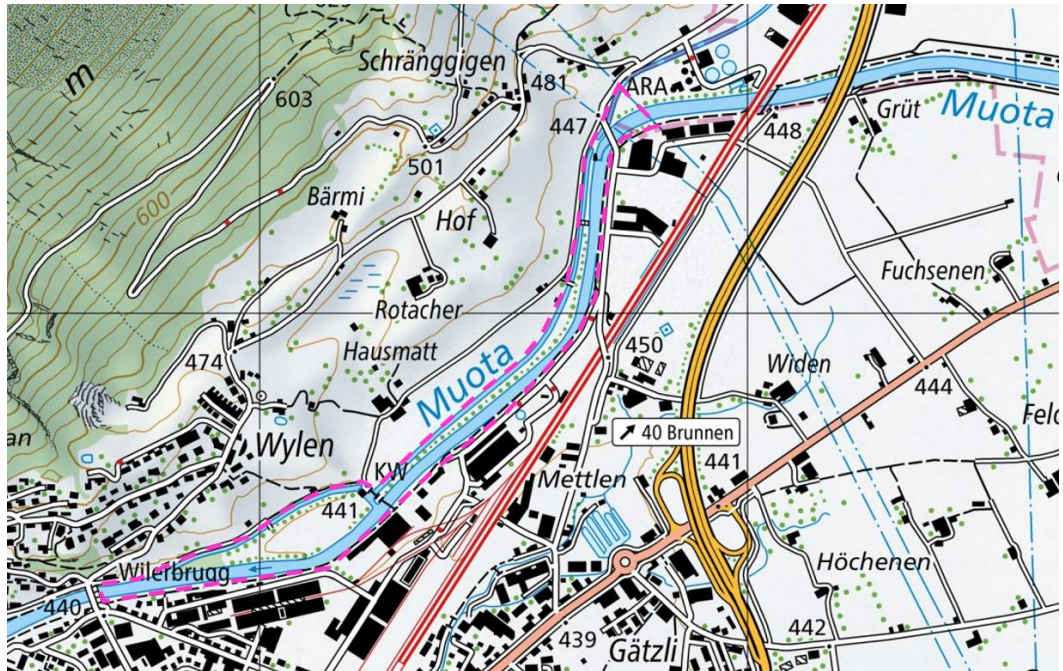 m
603
Schränggigen
481
ARA
447
448
Grüt
Muota
501
600
Bärmi
Hof
Fuchsenen
Rotacher
474
Hausmatt
Muota
450
Widen
444
40 Brunnen
Wylen
KW
441
Mettlen
441
Höchenen
Wilerbrugg
440
439
Gätzli
442